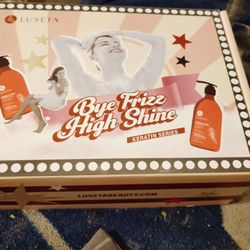 LUSETA
Bye Frizz
High Shine
KERATIN SERIES
LUSETABEAUTY.COM